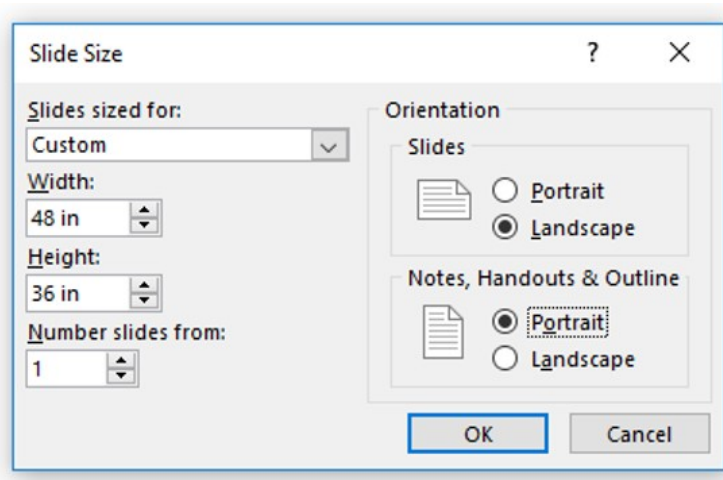 Slide Size
?
Slides sized for:
Custom
Width:
48 in
Height:
36 in
Number slides from:
1
Orientation
Slides
Portrait
Landscape
Notes, Handouts & Outline
Portrait
Landscape
OK
Cancel